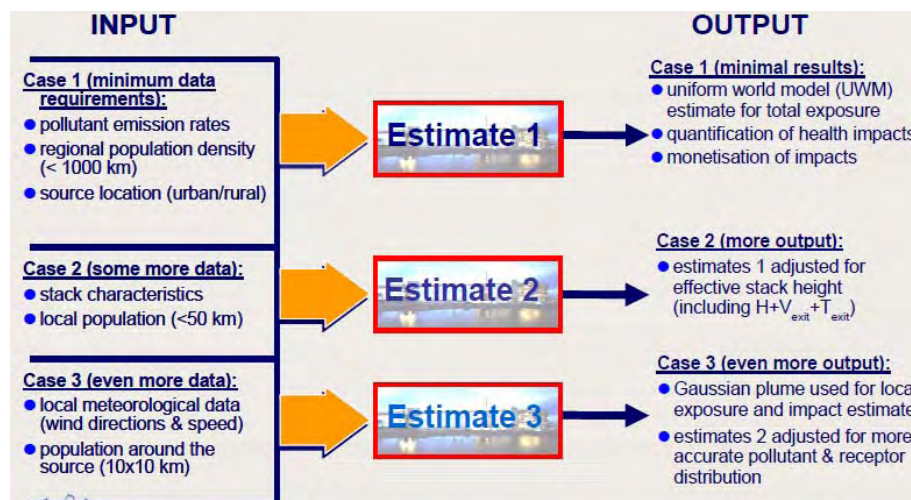 INPUT
Case 1 (minimum data
requirements):
● pollutant emission rates
● regional population density
(< 1000 km)
● source location (urban/rural)
Case 2 (some more data):
● stack characteristics
● local population (<50 km)
Case 3 (even more data):
● local meteorological data
(wind directions & speed)
● population around the
source (10x10 km)
Estimate 1
Estimate 2
Estimate 3
OUTPUT
Case 1 (minimal results):
● uniform world model (UWM)
estimate for total exposure
● quantification of health impacts
● monetisation of impacts
Case 2 (more output):
● estimates 1 adjusted for
effective stack height
(including H+Vexit+Texit)
Case 3 (even more output):
● Gaussian plume used for local
exposure and impact estimate
● estimates 2 adjusted for more
accurate pollutant & receptor
distribution